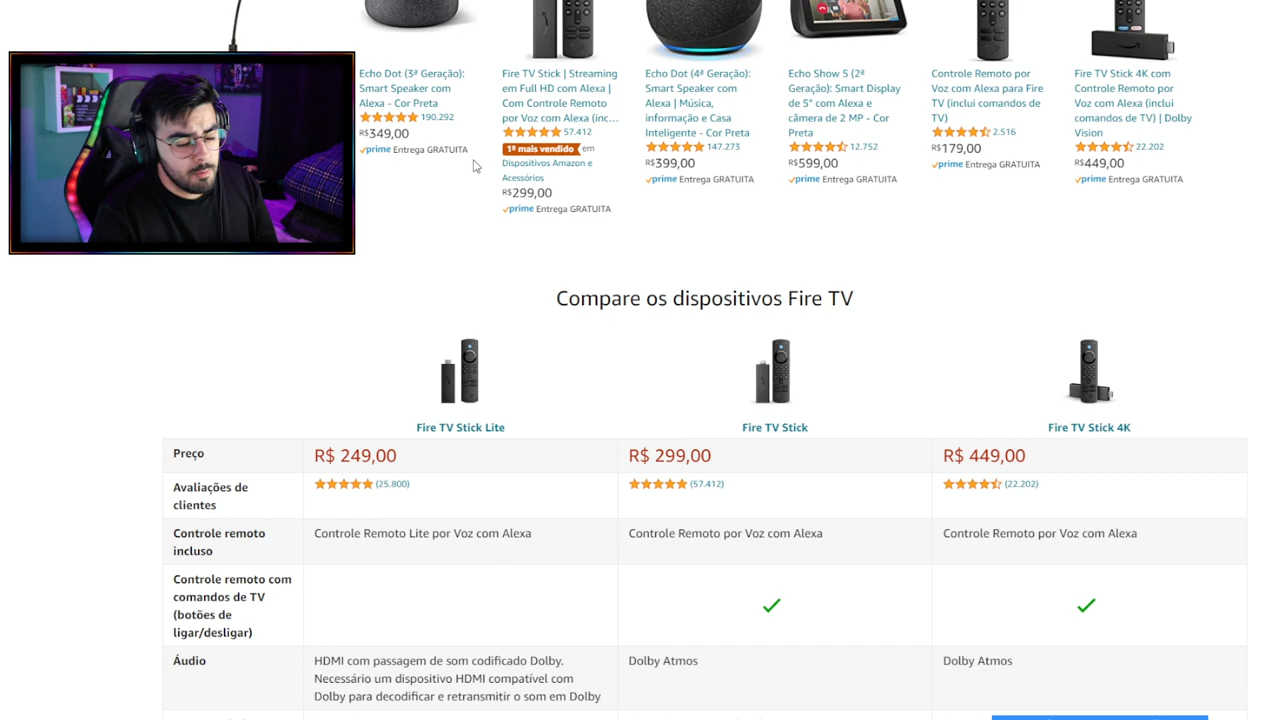 Echo Dot (3ª Geração):
Smart Speaker com
Alexa - Cor Preta
190.292
R$349,00
prime Entrega GRATUITA
Fire TV Stick | Streaming
em Full HD com Alexa |
Com Controle Remoto
por Voz com Alexa (inc...
57.412
1º mais vendido em
Dispositivos Amazon e
Acessórios
R$299,00
prime Entrega GRATUITA
Echo Dot (4ª Geração):
Smart Speaker com
Alexa | Música,
informação e Casa
Inteligente - Cor Preta
147.273
R$399,00
prime Entrega GRATUITA
Echo Show 5 (2ª
Geração): Smart Display
de 5" com Alexa e
câmera de 2 MP - Cor
Preta
12.752
R$599,00
prime Entrega GRATUITA
Controle Remoto por
Voz com Alexa para Fire
TV (inclui comandos de
TV)
2.516
R$179,00
prime Entrega GRATUITA
Fire TV Stick 4K com
Controle Remoto por
Voz com Alexa (inclui
comandos de TV) | Dolby
Vision
22.202
R$449,00
prime Entrega GRATUITA
Compare os dispositivos Fire TV
Fire TV Stick Lite
Fire TV Stick
Fire TV Stick 4K
Preço
R$ 249,00
R$ 299,00
R$ 449,00
Avaliações de
clientes
(25.800)
(57.412)
(22.202)
Controle remoto
incluso
Controle Remoto Lite por Voz com Alexa
Controle Remoto por Voz com Alexa
Controle Remoto por Voz com Alexa
Controle remoto com
comandos de TV
(botões de
ligar/desligar)
Áudio
HDMI com passagem de som codificado Dolby.
Necessário um dispositivo HDMI compatível com
Dolby para decodificar e retransmitir o som em Dolby
Dolby Atmos
Dolby Atmos